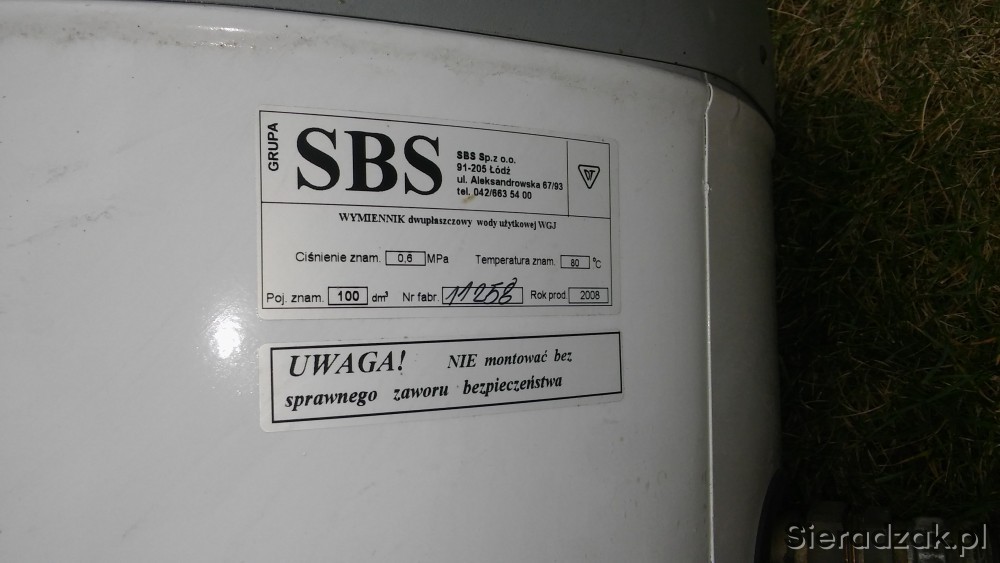 GRUPA
SBS
SBS Sp.z o.o.
91-205 Łódź
ul. Aleksandrowska 67/93
tel. 042/663 54 00
WYMIENNIK dwupłaszczowy wody użytkowej WGJ
Ciśnienie znam. 0,6 MPa Temperatura znam. 80 °C
Poj. znam. 100 dm³ Nr fabr. 11258 Rok prod. 2008
UWAGA! NIE montować bez
sprawnego zaworu bezpieczeństwa
Sieradzak.pl